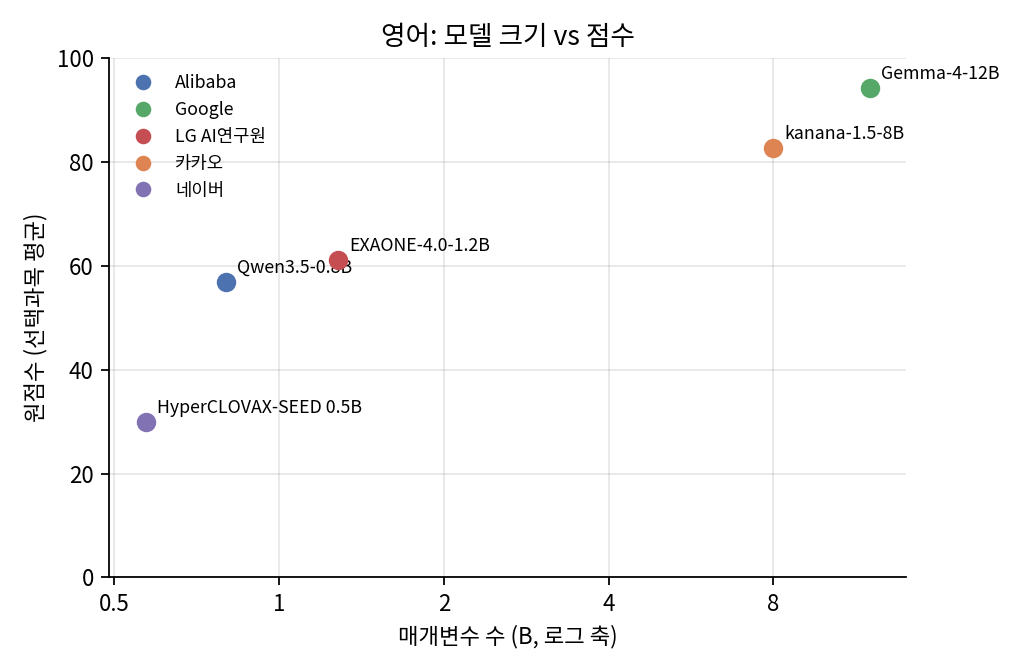 영어: 모델 크기 vs 점수
100
80
60
40
20
0
원점수 (선택과목 평균)
Alibaba
Google
LG AI연구원
카카오
네이버
Gemma-4-12B
kanana-1.5-8B
EXAONE-4.0-1.2B
Qwen3.5-0.8B
HyperCLOVAX-SEED 0.5B
0.5 1 2 4 8
매개변수 수 (B, 로그 축)